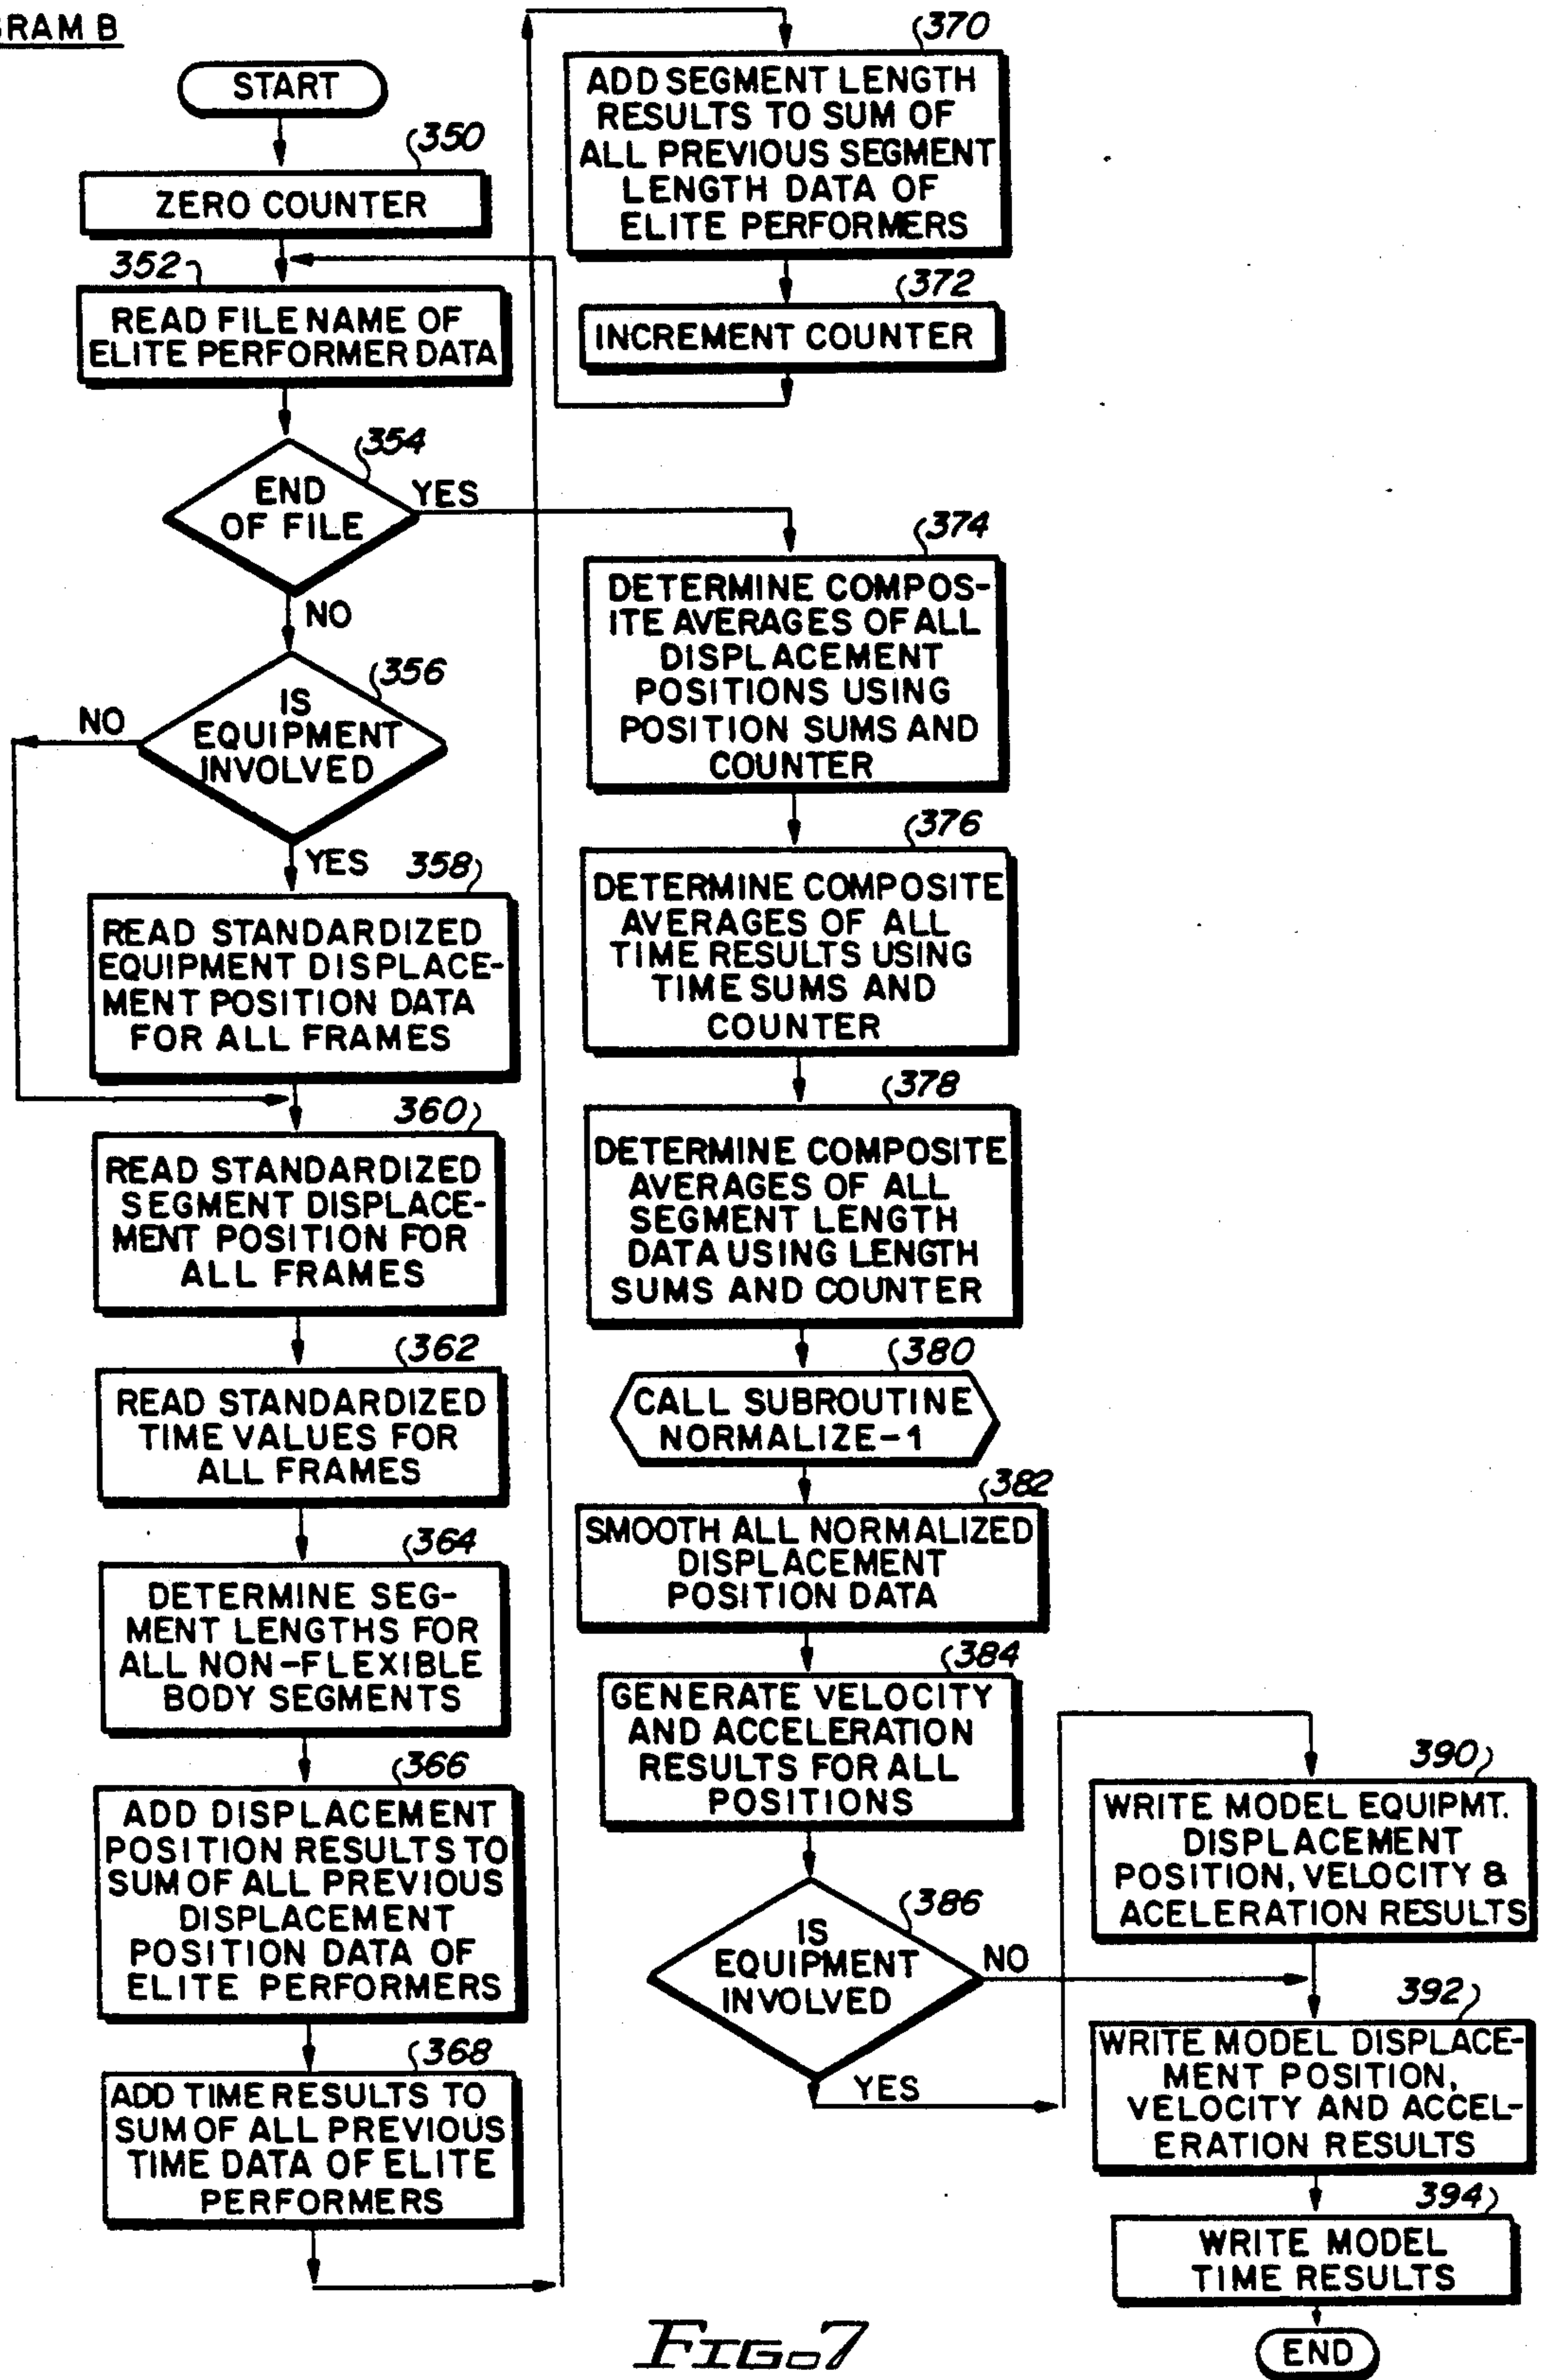 GRAM B
START
350
ZERO COUNTER
352
READ FILE NAME OF
ELITE PERFORMER DATA
354
END
OF FILE
YES
NO
356
IS
EQUIPMENT
INVOLVED
NO
YES
358
READ STANDARDIZED
EQUIPMENT DISPLACE-
MENT POSITION DATA
FOR ALL FRAMES
360
READ STANDARDIZED
SEGMENT DISPLACE-
MENT POSITION FOR
ALL FRAMES
362
READ STANDARDIZED
TIME VALUES FOR
ALL FRAMES
364
DETERMINE SEG-
MENT LENGTHS FOR
ALL NON-FLEXIBLE
BODY SEGMENTS
366
ADD DISPLACEMENT
POSITION RESULTS TO
SUM OF ALL PREVIOUS
DISPLACEMENT
POSITION DATA OF
ELITE PERFORMERS
368
ADD TIME RESULTS TO
SUM OF ALL PREVIOUS
TIME DATA OF ELITE
PERFORMERS
370
ADD SEGMENT LENGTH
RESULTS TO SUM OF
ALL PREVIOUS SEGMENT
LENGTH DATA OF
ELITE PERFORMERS
372
INCREMENT COUNTER
374
DETERMINE COMPOS-
ITE AVERAGES OF ALL
DISPLACEMENT
POSITIONS USING
POSITION SUMS AND
COUNTER
376
DETERMINE COMPOSITE
AVERAGES OF ALL
TIME RESULTS USING
TIME SUMS AND
COUNTER
378
DETERMINE COMPOSITE
AVERAGES OF ALL
SEGMENT LENGTH
DATA USING LENGTH
SUMS AND COUNTER
380
CALL SUBROUTINE
NORMALIZE-1
382
SMOOTH ALL NORMALIZED
DISPLACEMENT
POSITION DATA
384
GENERATE VELOCITY
AND ACCELERATION
RESULTS FOR ALL
POSITIONS
386
IS
EQUIPMENT
INVOLVED
NO
YES
390
WRITE MODEL EQUIPMT.
DISPLACEMENT
POSITION, VELOCITY &
ACELERATION RESULTS
392
WRITE MODEL DISPLACE-
MENT POSITION,
VELOCITY AND ACCEL-
ERATION RESULTS
394
WRITE MODEL
TIME RESULTS
END
FIG. 7